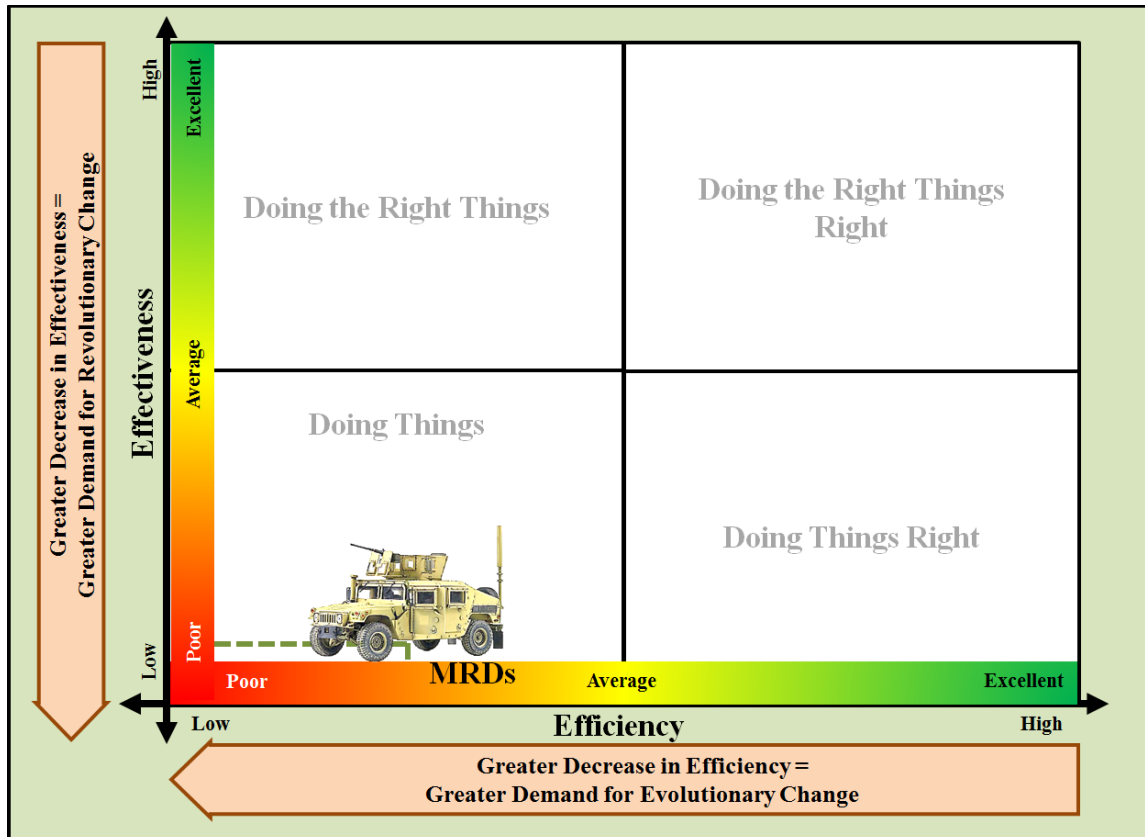 Greater Decrease in Effectiveness =
Greater Demand for Revolutionary Change
High
Effectiveness
Low
Excellent
Average
Poor
Doing the Right Things
Doing the Right Things
Right
Doing Things
Doing Things Right
MRDs
Poor
Average
Excellent
Low
Efficiency
High
Greater Decrease in Efficiency =
Greater Demand for Evolutionary Change